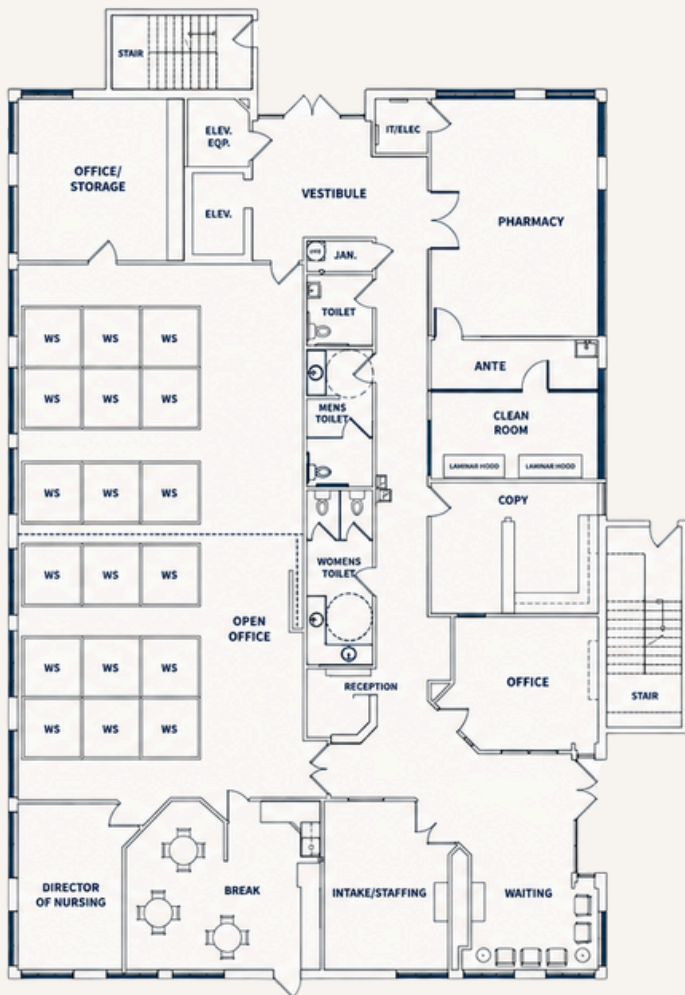 STAIR
ELEV.
EQP.
IT/ELEC
OFFICE/
STORAGE
VESTIBULE
ELEV.
PHARMACY
JAN.
TOILET
WS WS WS
ANTE
WS WS WS
MENS
TOILET
CLEAN
ROOM
LAMINAR HOOD LAMINAR HOOD
WS WS WS
COPY
WS WS WS
WOMENS
TOILET
OPEN
OFFICE
WS WS WS
OFFICE
RECEPTION
STAIR
WS WS WS
DIRECTOR
OF NURSING
BREAK
INTAKE/STAFFING
WAITING